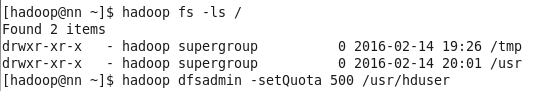 [hadoop@nn ~]$ hadoop fs -ls /
Found 2 items
drwxr-xr-x   - hadoop supergroup          0 2016-02-14 19:26 /tmp
drwxr-xr-x   - hadoop supergroup          0 2016-02-14 20:01 /usr
[hadoop@nn ~]$ hadoop dfsadmin -setQuota 500 /usr/hduser